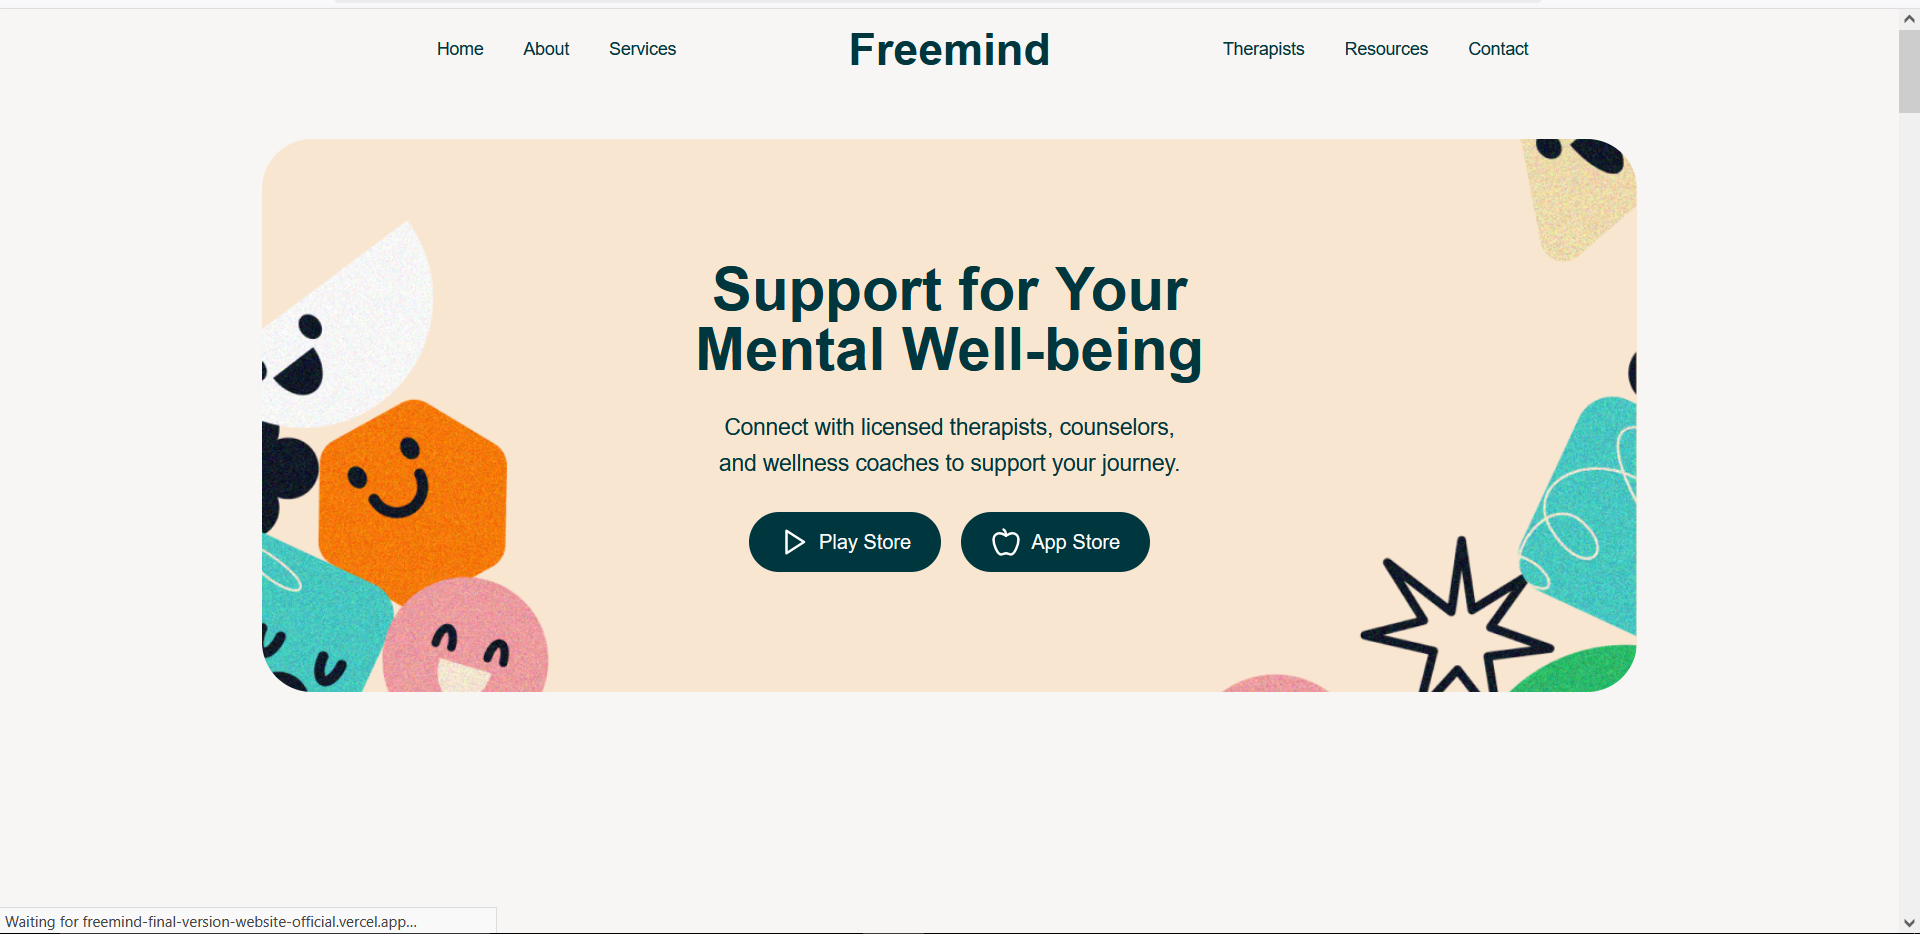 Home About Services Freemind Therapists Resources Contact
Support for Your
Mental Well-being
Connect with licensed therapists, counselors,
and wellness coaches to support your journey.
Play Store App Store
Waiting for freemind-final-version-website-official.vercel.app...